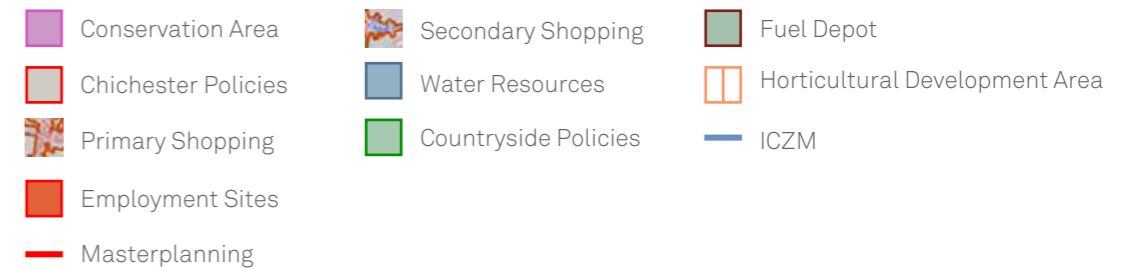 Conservation Area
Chichester Policies
Primary Shopping
Employment Sites
Masterplanning
Secondary Shopping
Water Resources
Countryside Policies
Fuel Depot
Horticultural Development Area
ICZM